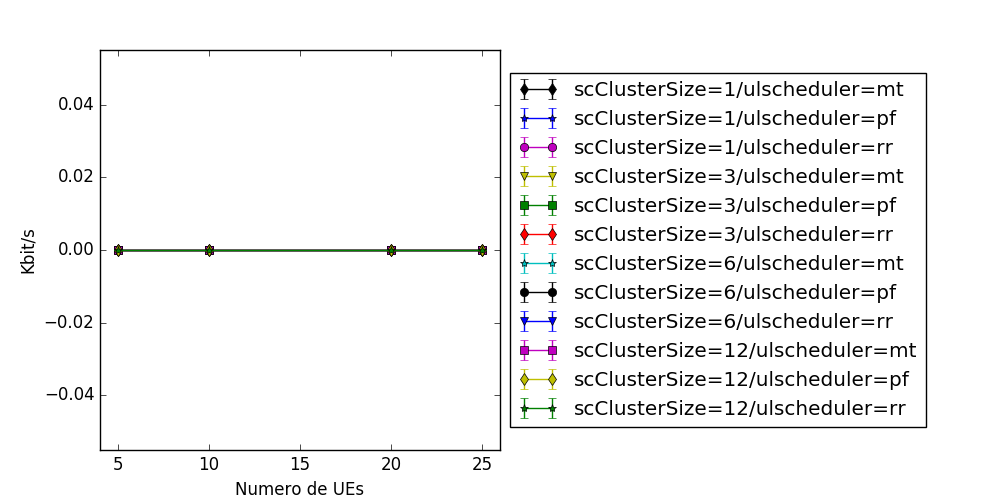 0.04
0.02
0.00
−0.02
−0.04
Kbit/s
5 10 15 20 25
Numero de UEs
scClusterSize=1/ulscheduler=mt
scClusterSize=1/ulscheduler=pf
scClusterSize=1/ulscheduler=rr
scClusterSize=3/ulscheduler=mt
scClusterSize=3/ulscheduler=pf
scClusterSize=3/ulscheduler=rr
scClusterSize=6/ulscheduler=mt
scClusterSize=6/ulscheduler=pf
scClusterSize=6/ulscheduler=rr
scClusterSize=12/ulscheduler=mt
scClusterSize=12/ulscheduler=pf
scClusterSize=12/ulscheduler=rr